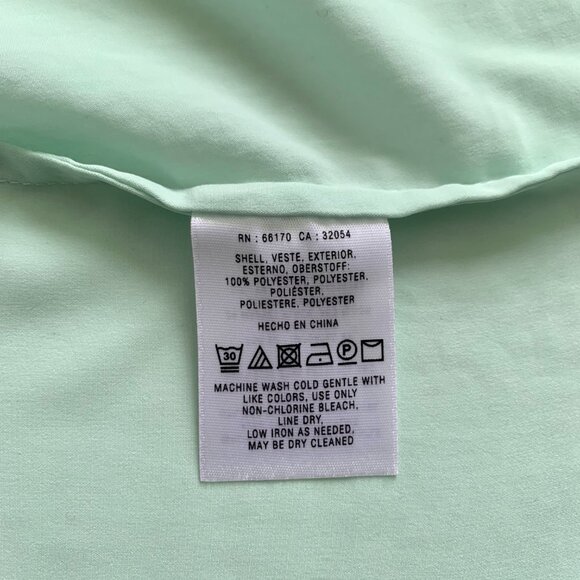 RN : 66170 CA : 32054
SHELL, VESTE, EXTERIOR,
ESTERNO, OBERSTOFF:
100% POLYESTER, POLYESTER,
POLIÉSTER,
POLIESTERE, POLYESTER
HECHO EN CHINA
30 P
MACHINE WASH COLD GENTLE WITH
LIKE COLORS, USE ONLY
NON-CHLORINE BLEACH,
LINE DRY,
LOW IRON AS NEEDED,
MAY BE DRY CLEANED